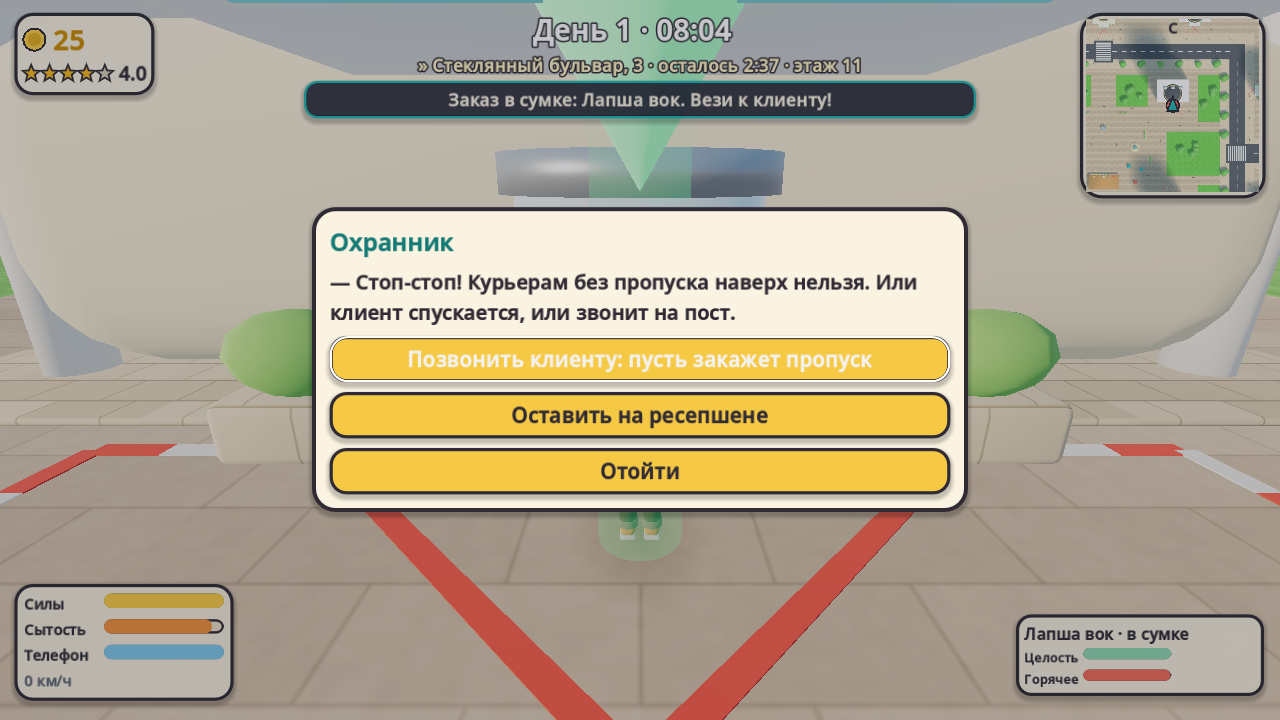 25
4.0
День 1 · 08:04
» Стеклянный бульвар, 3 · осталось 2:37 · этаж 11
Заказ в сумке: Лапша вок. Вези к клиенту!
С
Охранник
— Стоп-стоп! Курьерам без пропуска наверх нельзя. Или
клиент спускается, или звонит на пост.
Позвонить клиенту: пусть закажет пропуск
Оставить на ресепшене
Отойти
Силы
Сытость
Телефон
0 км/ч
Лапша вок · в сумке
Целость
Горячее